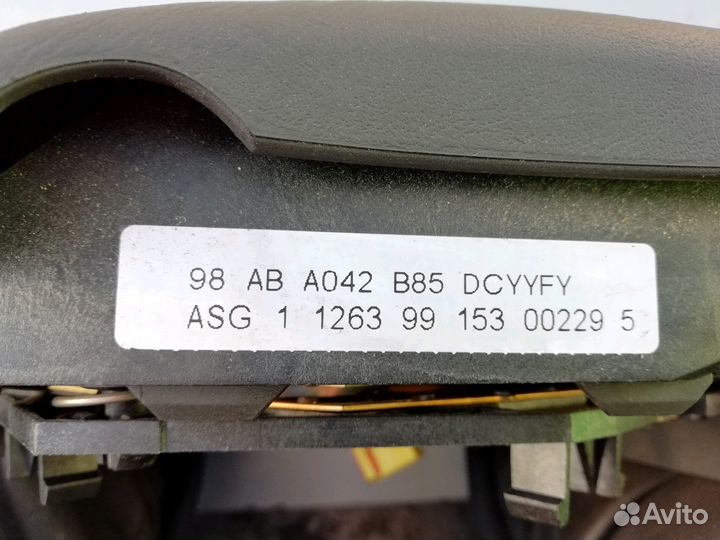 98 AB A042 B85 DCYYFY
ASG 1 1263 99 153 00229 5
Avito